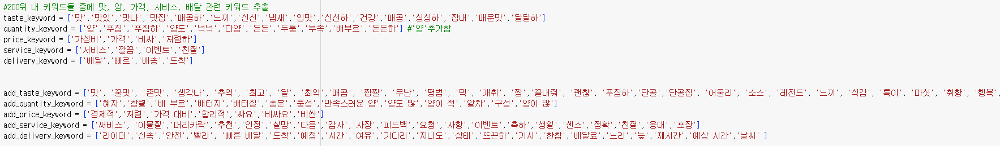 #200위 내 키워드들 중에 맛, 양, 가격, 서비스, 배달 관련 키워드 추출
taste_keyword = ['맛','맛있','맛나','맛집','매콤하','느끼','신선','냄새','입맛','신선하','건강','매콤','싱싱하','잡내','매운맛','달달하']
quantity_keyword = ['양','푸짐','푸짐하','양도','넉넉','다양','든든','두툼','부족','배부르','든든하'] #'양'추가함
price_keyword = ['가성비','가격','비싸','저렴하']
service_keyword = ['서비스','깔끔','이벤트','친절']
delivery_keyword = ['배달','빠르','배송','도착']
add_taste_keyword = ['맛', '꿀맛', '존맛', '생각나', '추억', '최고', '달', '최악','매콤', '짭짤', '무난', '평범', '먹', '개취', '짱','끝내줘', '괜찮', '푸짐하','단골','단골집', '어울리', '소스', '레전드', '느끼', '식감', '특이', '마싯', '취향', '행복',
add_quantity_keyword = ['혜자','창렬','배 부르','배터지','배터질','충분','풍성','만족스러운 양','양도 많','양이 적','알차','구성','양이 많']
add_price_keyword = ['경제적','저렴','가격 대비','합리적','싸요','비싸요','비싼']
add_service_keyword = ['써비스', '이물질','머리카락','추천','인정','실망','다음','감사','사장','피드백','요청','사항','이벤트','축하','생일','센스','정확','친절','응대','포장']
add_delivery_keyword = ['라이더','신속','안전','빨리', '빠른 배달','도착','예정','시간','여유','기다리','지나도','상태','뜨끈하','기사','한참','배달료','느리','늦','제시간','예상 시간','날씨' ]